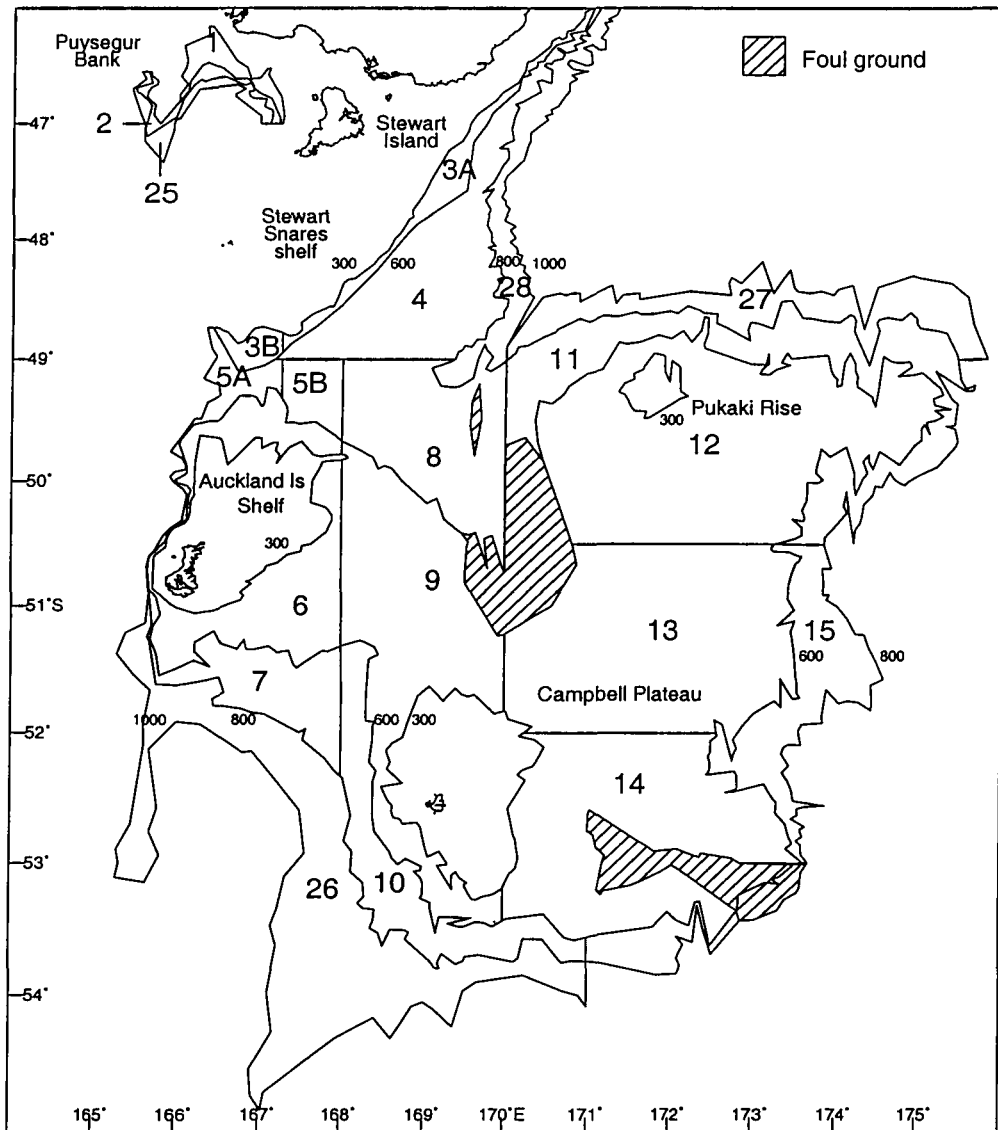 Puysegur
Bank
1
Foul ground
47°
2
Stewart
Island
25
3A
Stewart
Snares
shelf
48°
300
600
800
1000
28
27
4
3B
49°
11
5A
5B
Pukaki Rise
300
12
8
50°
Auckland Is
Shelf
300
9
51°S
6
13
15
600
800
7
Campbell Plateau
1000
800
600
300
52°
14
53°
26
10
54°
165°
166°
167°
168°
169°
170°E
171°
172°
173°
174°
175°